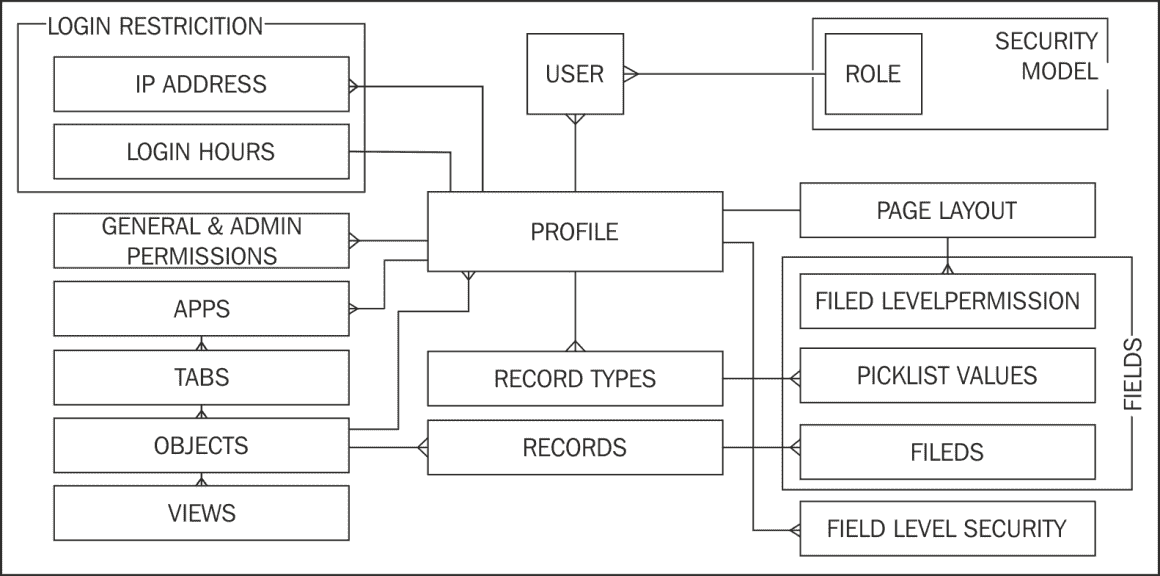 LOGIN RESTRICITION
IP ADDRESS
LOGIN HOURS
USER
ROLE
SECURITY
MODEL
GENERAL & ADMIN
PERMISSIONS
APPS
TABS
OBJECTS
VIEWS
PROFILE
RECORD TYPES
RECORDS
PAGE LAYOUT
FILED LEVELPERMISSION
PICKLIST VALUES
FILEDS
FIELDS
FIELD LEVEL SECURITY